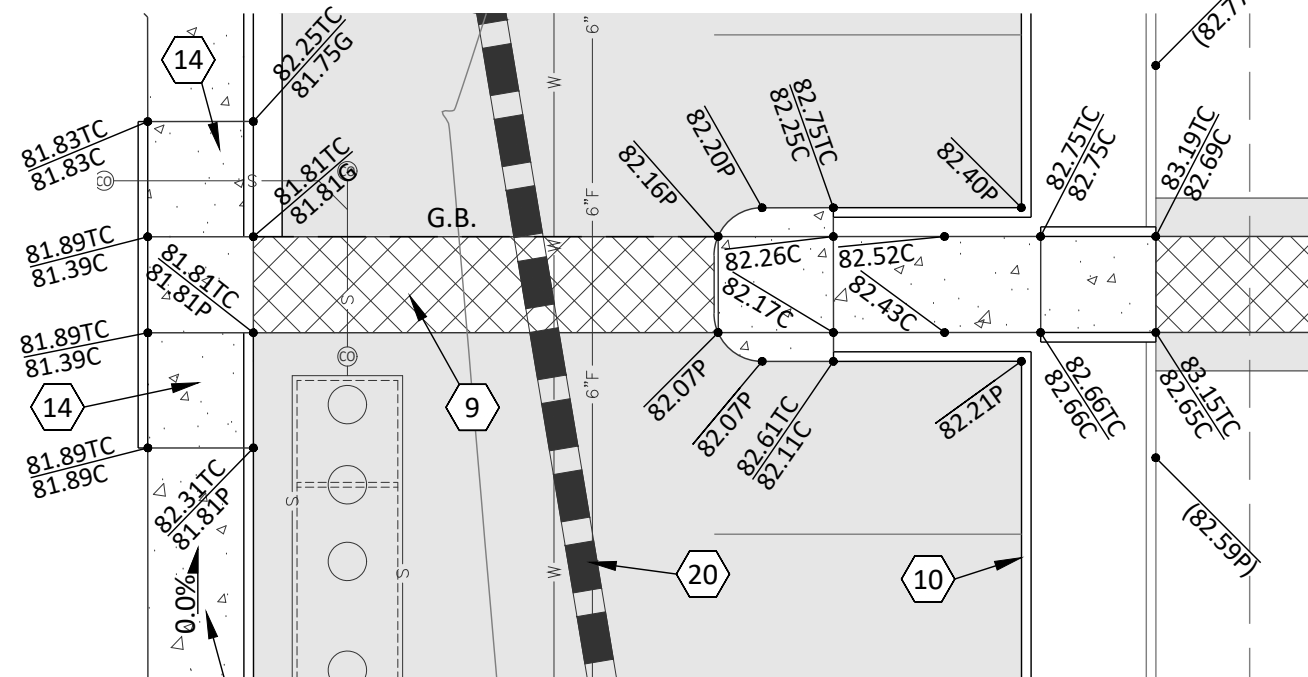 14
82.25TC
81.75G
81.83TC
81.83C
CO
S
CO
81.81TC
81.81G
G.B.
W
6"
6"F
82.16P
82.20P
82.75TC
82.25C
82.40P
82.75TC
82.75C
83.19TC
82.69C
81.89TC
81.39C
81.81TC
81.81P
W
82.26C
82.52C
82.17C
82.43C
S
81.89TC
81.39C
CO
14
9
6"F
82.07P
82.07P
82.61TC
82.11C
82.21P
82.66TC
82.66C
83.15TC
82.65C
81.89TC
81.89C
82.31TC
81.81P
S
S
W
20
10
(82.59P)
0.0%